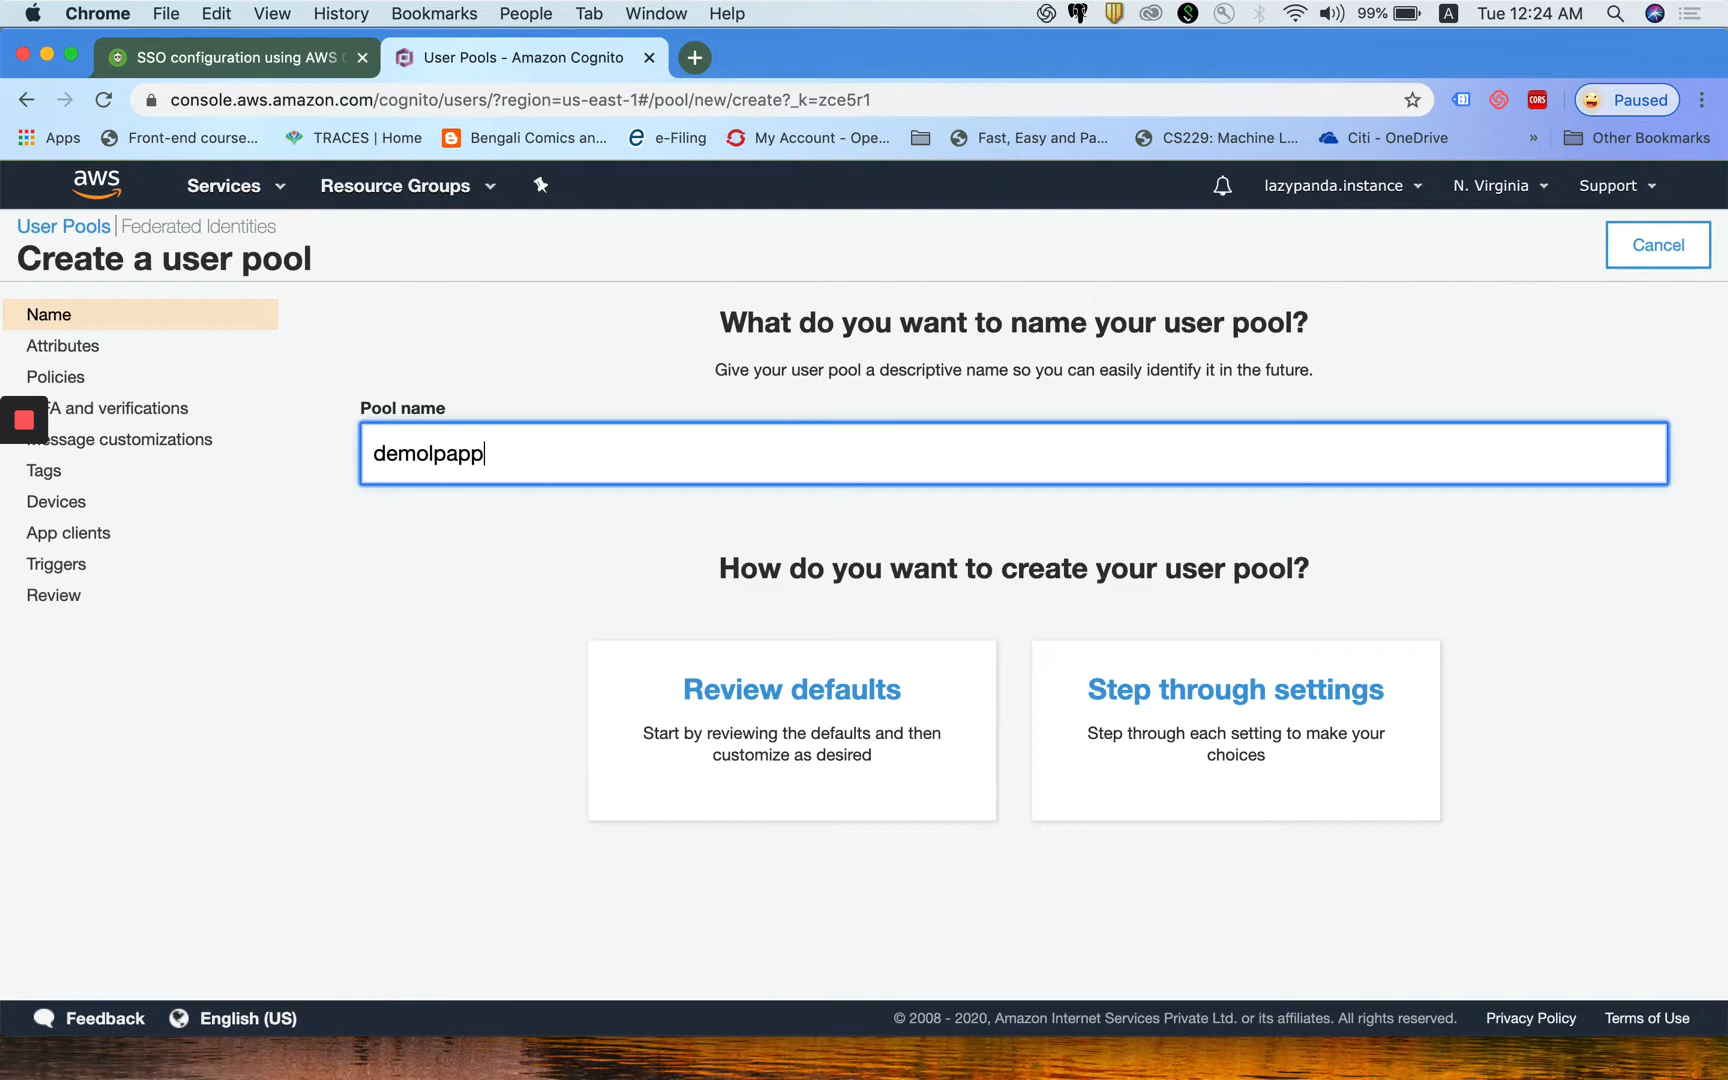 Chrome File Edit View History Bookmarks People Tab Window Help 99% A Tue 12:24 AM
SSO configuration using AWS User Pools - Amazon Cognito
console.aws.amazon.com/cognito/users/?region=us-east-1#/pool/new/create?_k=zce5r1 CORS Paused
Apps Front-end course... TRACES | Home Bengali Comics an... e-Filing My Account - Ope... Fast, Easy and Pa... CS229: Machine L... Citi - OneDrive » Other Bookmarks
aws Services Resource Groups lazypanda.instance N. Virginia Support
User Pools | Federated Identities
Create a user pool
Cancel
Name
Attributes
Policies
FA and verifications
essage customizations
Tags
Devices
App clients
Triggers
Review
What do you want to name your user pool?
Give your user pool a descriptive name so you can easily identify it in the future.
Pool name
demolpapp
How do you want to create your user pool?
Review defaults
Start by reviewing the defaults and then
customize as desired
Step through settings
Step through each setting to make your
choices
Feedback English (US) © 2008 - 2020, Amazon Internet Services Private Ltd. or its affiliates. All rights reserved. Privacy Policy Terms of Use